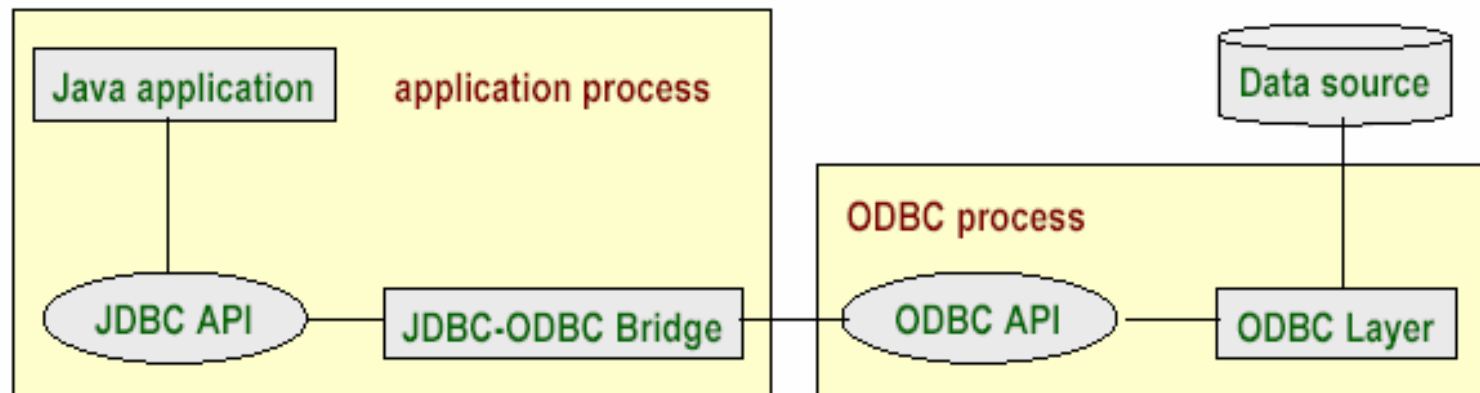 Java application
application process
Data source
ODBC process
JDBC API
JDBC-ODBC Bridge
ODBC API
ODBC Layer